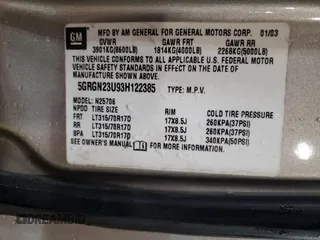 GM
MFD BY AM GENERAL FOR GENERAL MOTORS CORP. 01/03
GVWR GAWR FRT GAWR RR
3901KG(8600LB) 1814KG(4000LB) 2268KG(5000LB)
THIS VEHICLE CONFORMS TO ALL APPLICABLE U.S. FEDERAL
MOTOR VEHICLE SAFETY STANDARDS IN EFFECT ON THE
DATE OF MANUFACTURE SHOWN ABOVE.
5GRGN23U93H122385 TYPE: M.P.V.
MODEL: N25706
NPDD TIRE SIZE RIM COLD TIRE PRESSURE
FRT LT315/70R17D 17X8.5J 260KPA(37PSI)
RR LT315/70R17D 17X8.5J 260KPA(37PSI)
SPA LT315/70R17D 17X8.5J 340KPA(50PSI)
SEE OWNER'S MANUAL FOR ADDITIONAL INFORMATION
DREAMBID